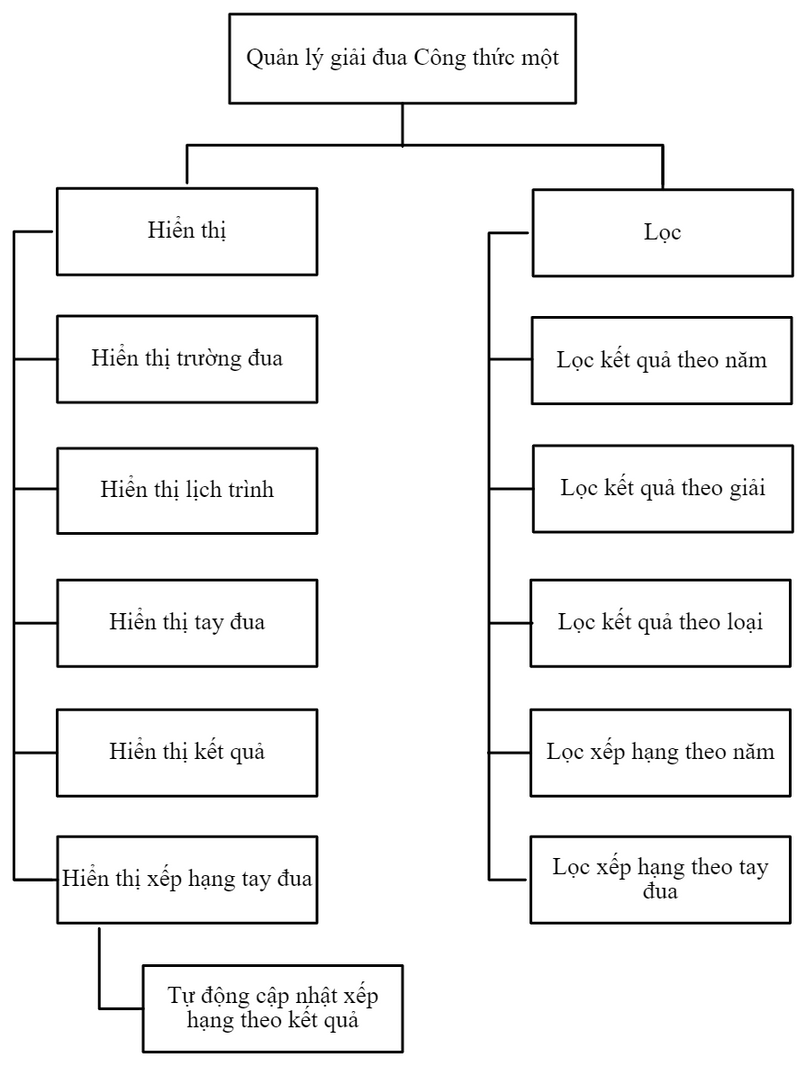 Quản lý giải đua Công thức một
Hiển thị
Hiển thị trường đua
Hiển thị lịch trình
Hiển thị tay đua
Hiển thị kết quả
Hiển thị xếp hạng tay đua
Tự động cập nhật xếp
hạng theo kết quả
Lọc
Lọc kết quả theo năm
Lọc kết quả theo giải
Lọc kết quả theo loại
Lọc xếp hạng theo năm
Lọc xếp hạng theo tay
đua